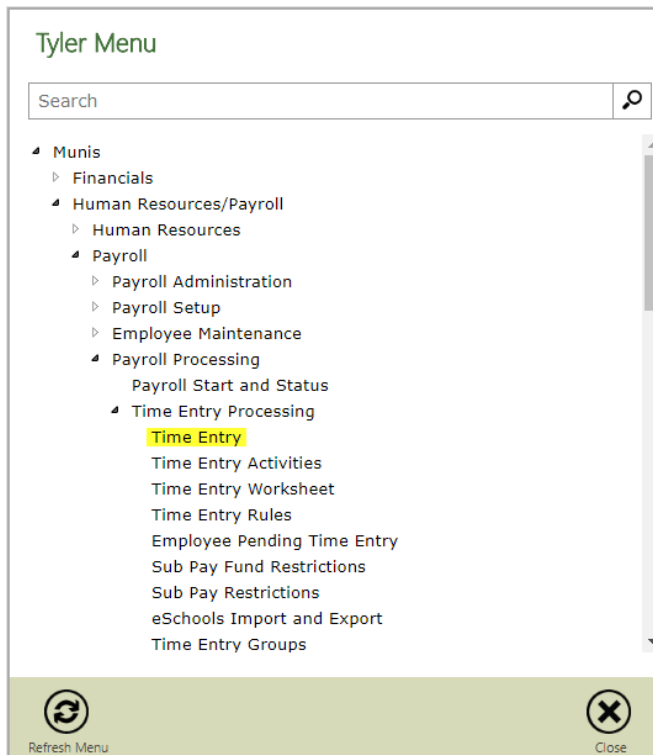 Tyler Menu
Search
Munis
Financials
Human Resources/Payroll
Human Resources
Payroll
Payroll Administration
Payroll Setup
Employee Maintenance
Payroll Processing
Payroll Start and Status
Time Entry Processing
Time Entry
Time Entry Activities
Time Entry Worksheet
Time Entry Rules
Employee Pending Time Entry
Sub Pay Fund Restrictions
Sub Pay Restrictions
eSchools Import and Export
Time Entry Groups
Refresh Menu
Close